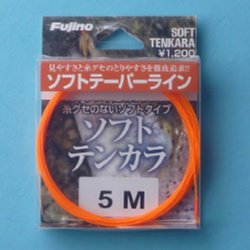 Fujino
SOFT
TENKARA
¥1,200
見やすさと糸グセのとりやすさを徹底追求!!
ソフトテーパーライン
糸グセのないソフトタイプ
ソフト
テンカラ
5 M